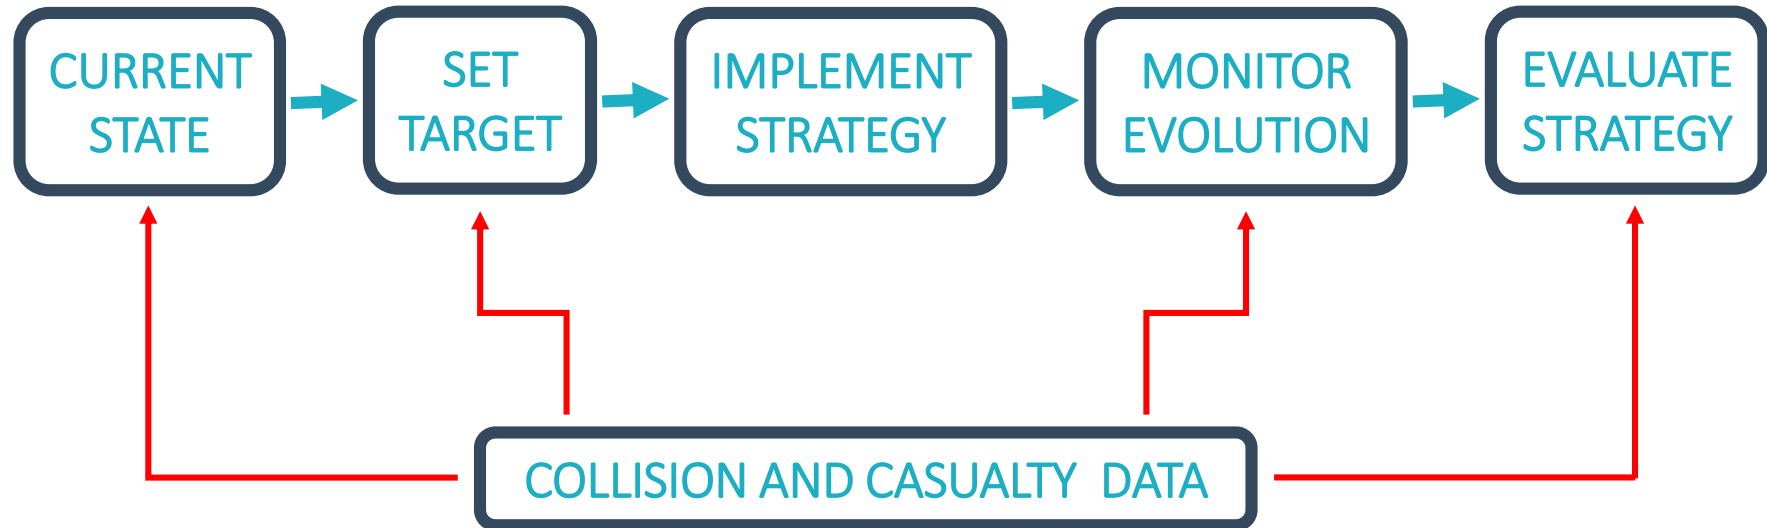 CURRENT
STATE
SET
TARGET
IMPLEMENT
STRATEGY
MONITOR
EVOLUTION
EVALUATE
STRATEGY
COLLISION AND CASUALTY DATA